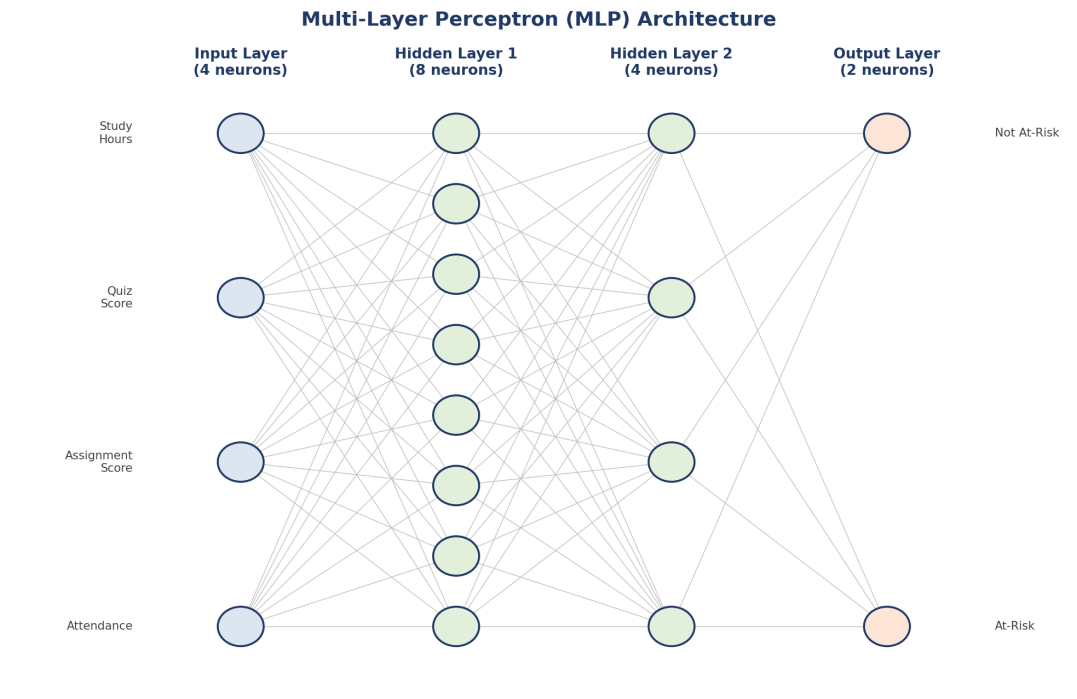 Multi-Layer Perceptron (MLP) Architecture
Input Layer
(4 neurons)
Hidden Layer 1
(8 neurons)
Hidden Layer 2
(4 neurons)
Output Layer
(2 neurons)
Study
Hours
Quiz
Score
Assignment
Score
Attendance
Not At-Risk
At-Risk